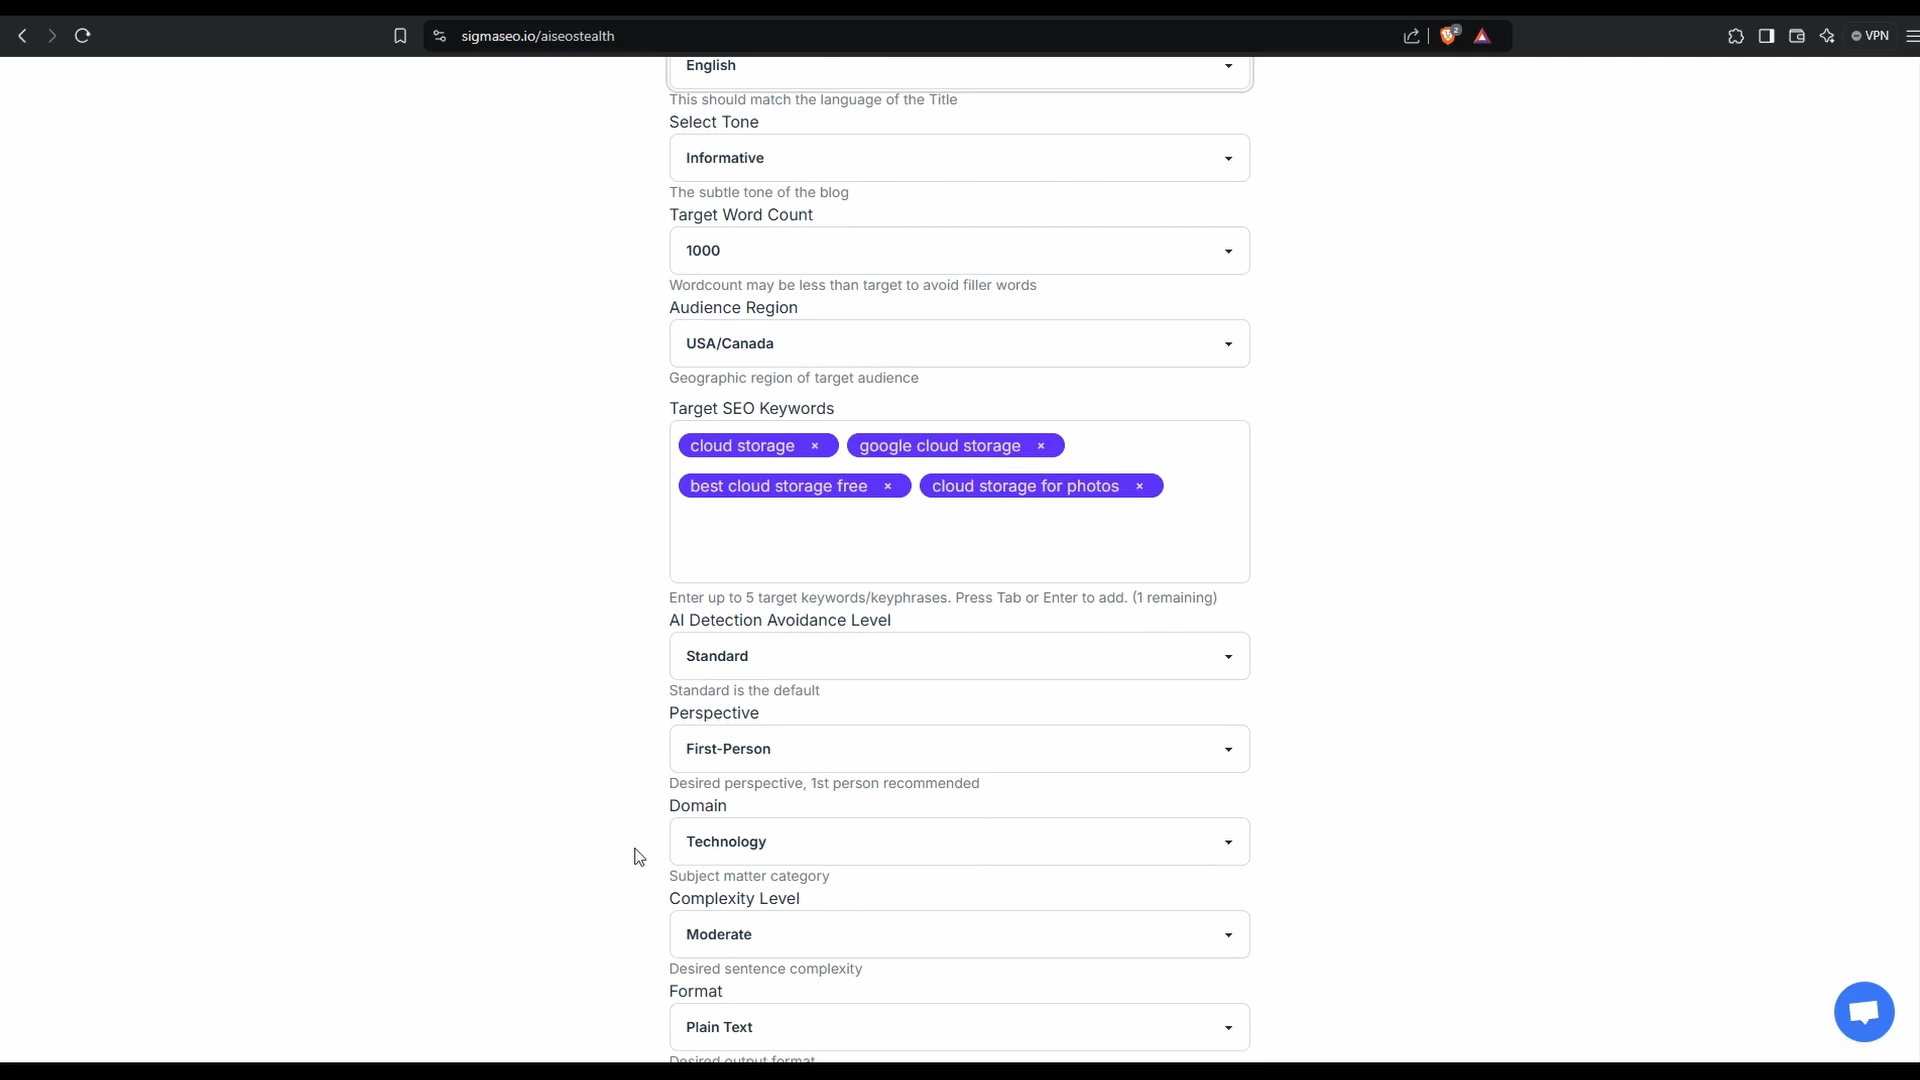 sigmaseo.io/aiseostealth
2
VPN
English
This should match the language of the Title
Select Tone
Informative
The subtle tone of the blog
Target Word Count
1000
Wordcount may be less than target to avoid filler words
Audience Region
USA/Canada
Geographic region of target audience
Target SEO Keywords
cloud storage × google cloud storage ×
best cloud storage free × cloud storage for photos ×
Enter up to 5 target keywords/keyphrases. Press Tab or Enter to add. (1 remaining)
AI Detection Avoidance Level
Standard
Standard is the default
Perspective
First-Person
Desired perspective, 1st person recommended
Domain
Technology
Subject matter category
Complexity Level
Moderate
Desired sentence complexity
Format
Plain Text
Desired output format